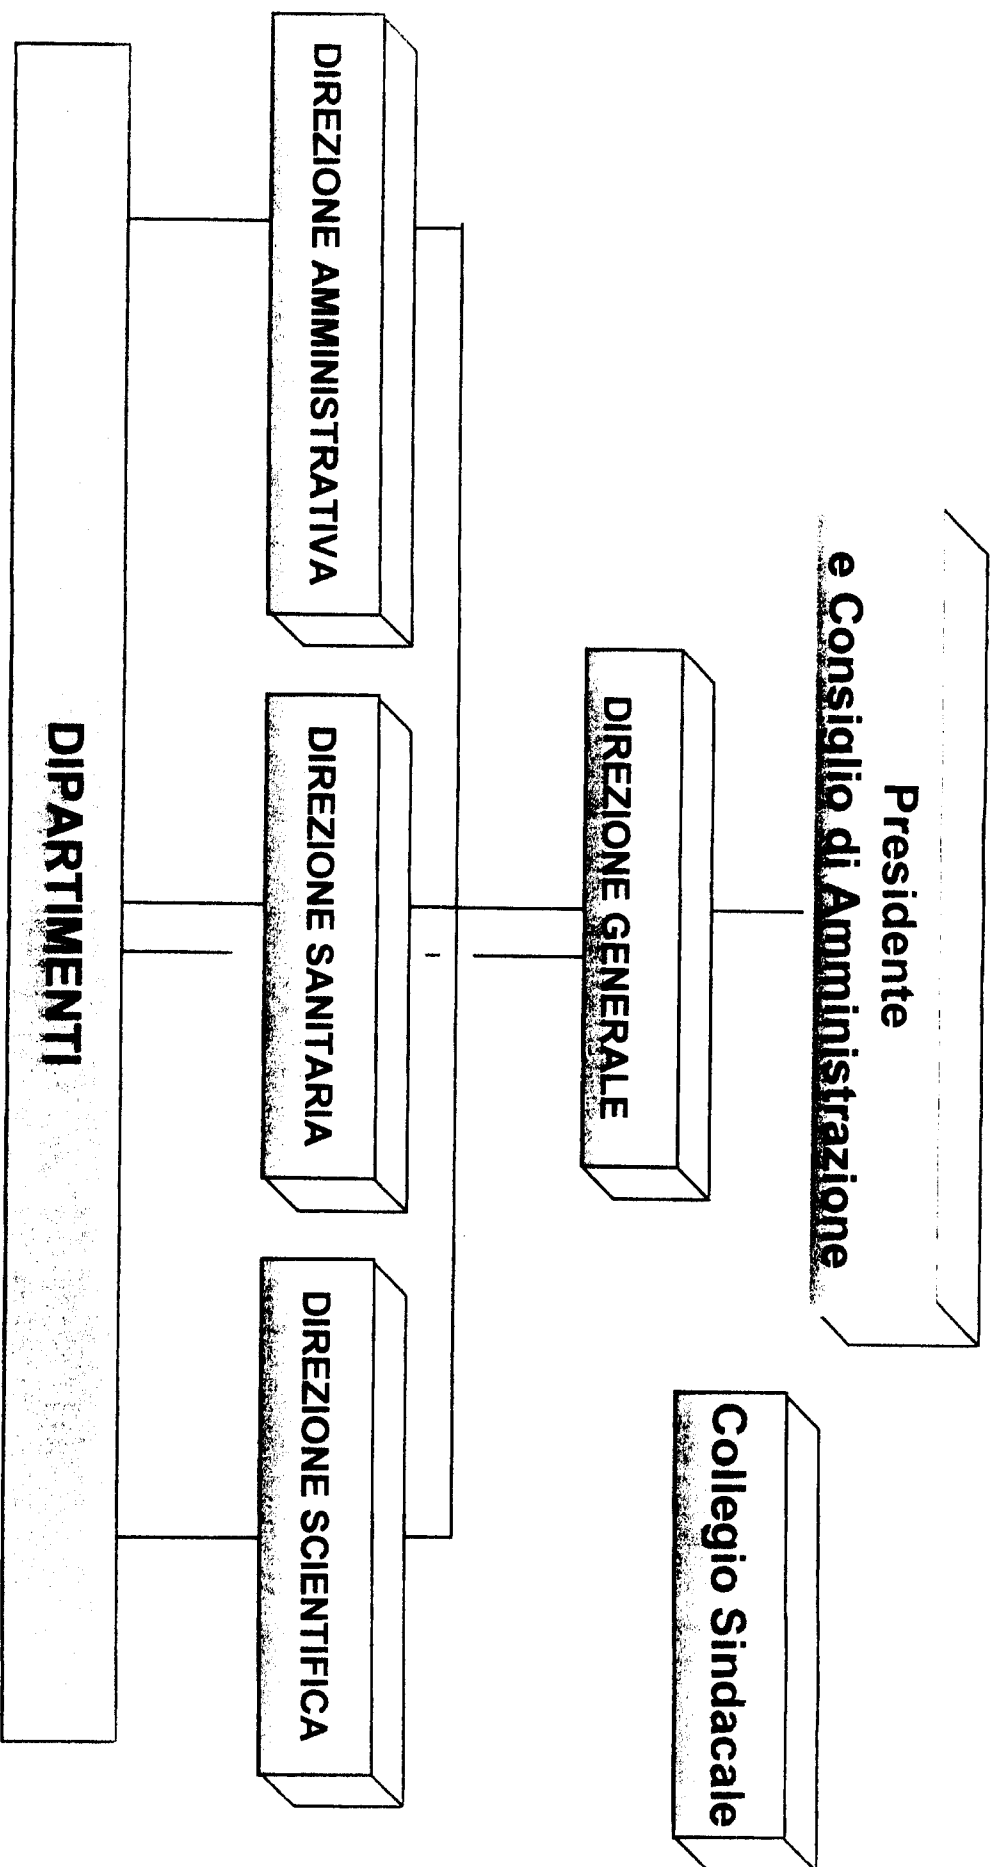 Presidente
e Consiglio di Amministrazione
Collegio Sindacale
DIREZIONE GENERALE
DIREZIONE AMMINISTRATIVA
DIREZIONE SANITARIA
DIREZIONE SCIENTIFICA
DIPARTIMENTI